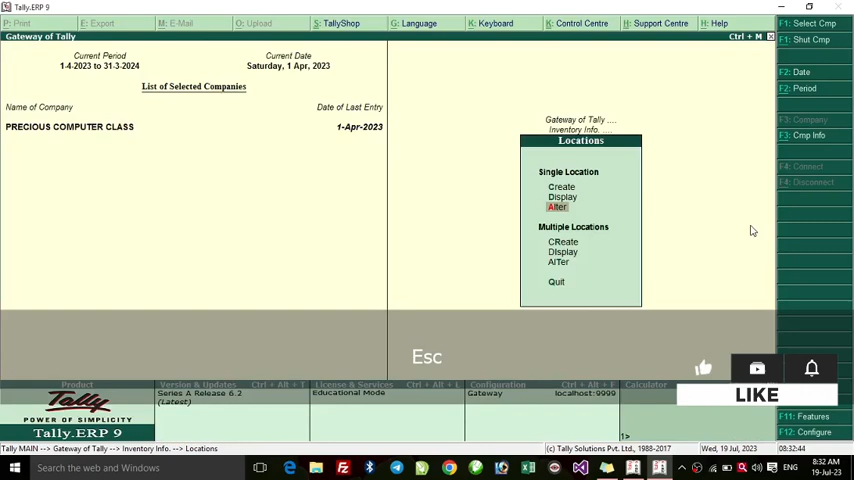 Tally.ERP 9
P: Print
E: Export
M: E-Mail
O: Upload
S: TallyShop
G: Language
K: Keyboard
K: Control Centre
H: Support Centre
H: Help
F1: Select Cmp
Gateway of Tally
Ctrl + M
F1: Shut Cmp
Current Period
1-4-2023 to 31-3-2024
Current Date
Saturday, 1 Apr, 2023
List of Selected Companies
Name of Company
Date of Last Entry
PRECIOUS COMPUTER CLASS
1-Apr-2023
Gateway of Tally ....
Inventory Info. ....
Locations
Single Location
Create
Display
Alter
Multiple Locations
CReate
DIsplay
AlTer
Quit
F2: Date
F2: Period
F3: Company
F3: Cmp Info
F4: Connect
F4: Disconnect
Esc
LIKE
Product
Tally
POWER OF SIMPLICITY
Tally.ERP 9
Version & Updates Ctrl + Alt + T
Series A Release 6.2
(Latest)
License & Services Ctrl + Alt + L
Educational Mode
Configuration Ctrl + Alt + F
Gateway localhost:9999
Calculator
1>
F11: Features
F12: Configure
Tally MAIN --> Gateway of Tally --> Inventory Info. --> Locations
(c) Tally Solutions Pvt. Ltd., 1988-2017
Wed, 19 Jul, 2023
08:32:44
Search the web and Windows
ENG
8:32 AM
19-Jul-23